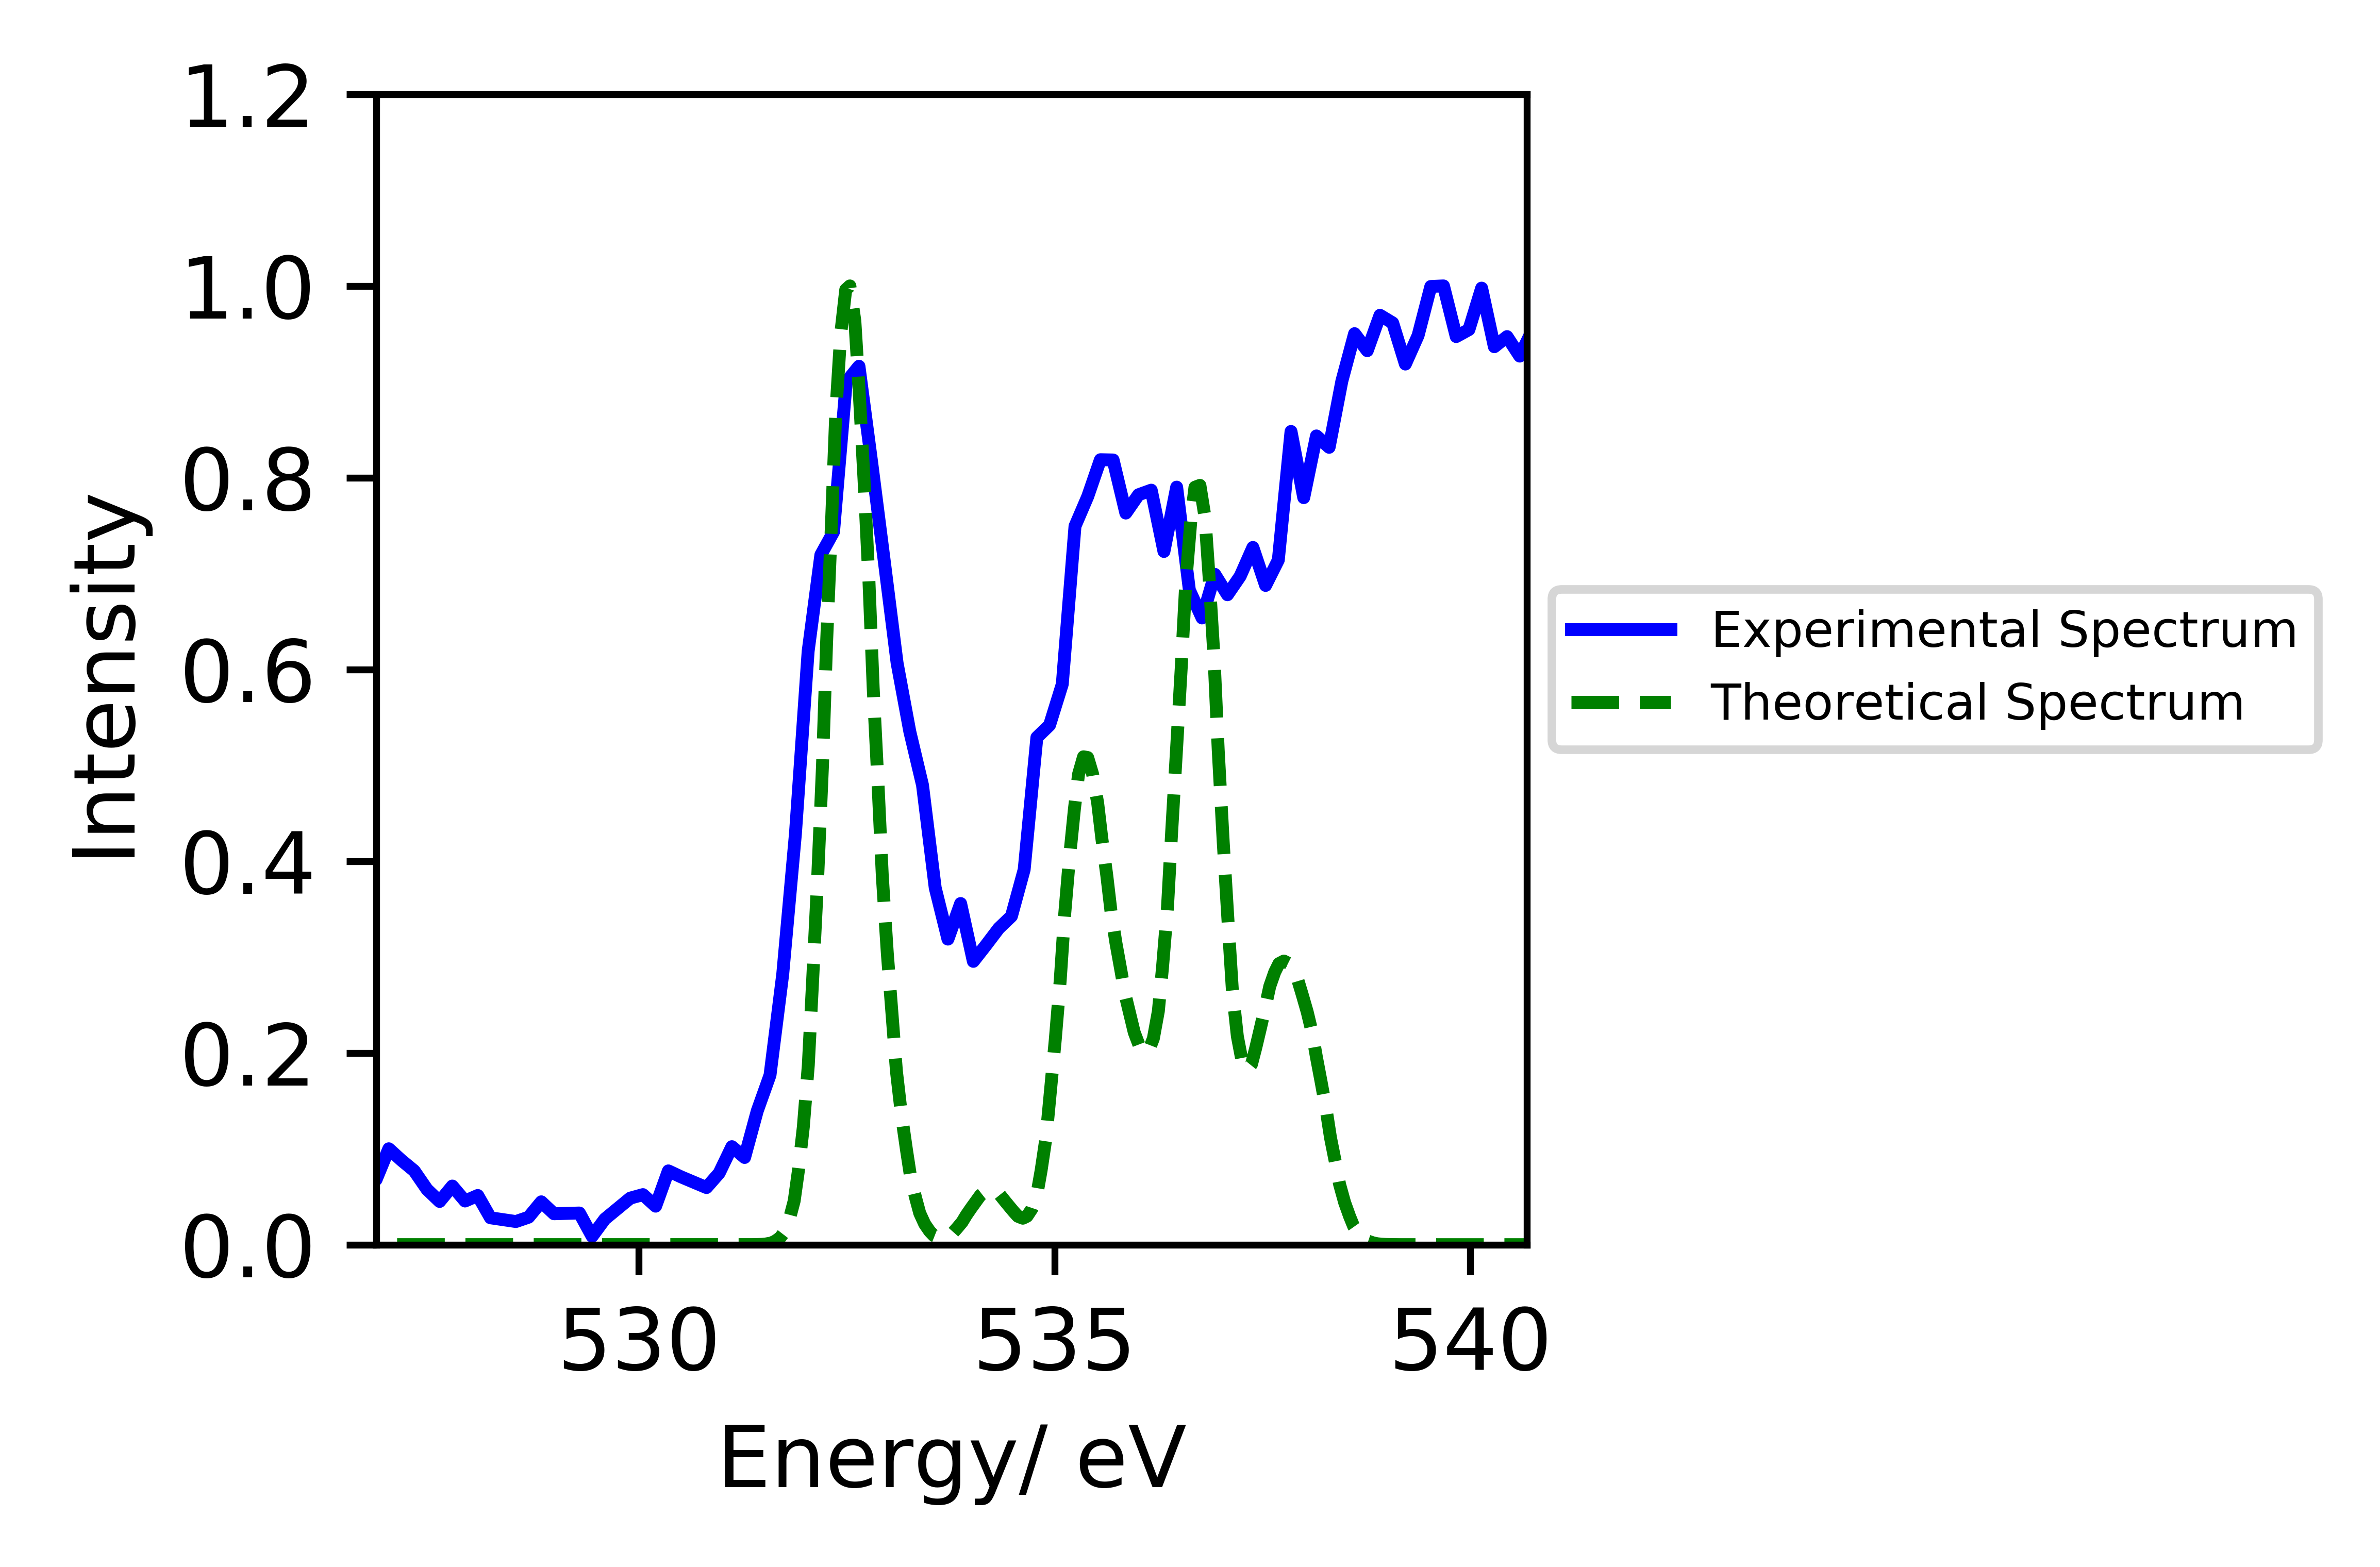 1.2
1.0
0.8
0.6
0.4
0.2
0.0
Intensity
530 535 540
Energy/ eV
Experimental Spectrum
Theoretical Spectrum